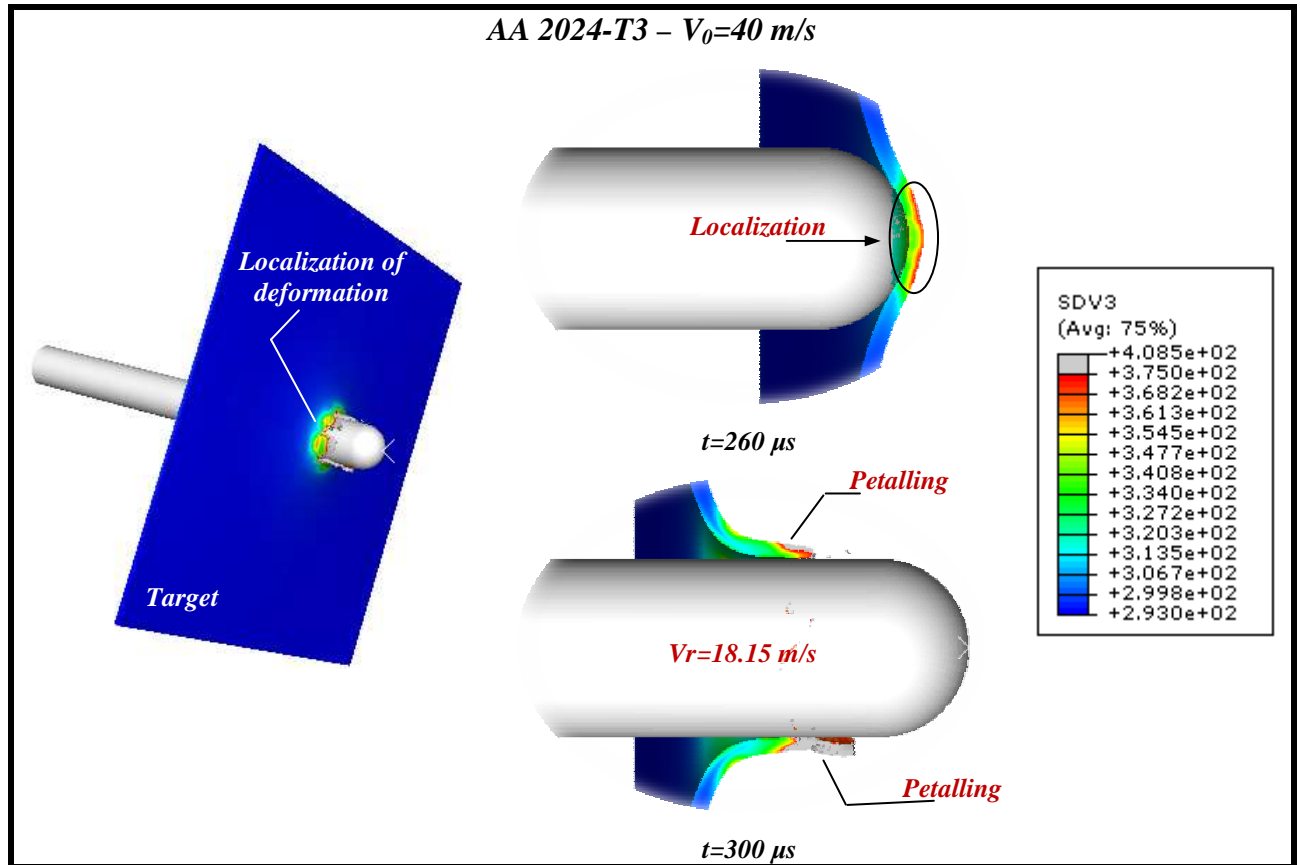 AA 2024-T3 – V₀=40 m/s
Localization of
deformation
Target
Localization
t=260 μs
Petalling
Vr=18.15 m/s
Petalling
t=300 μs
SDV3
(Avg: 75%)
+4.085e+02
+3.750e+02
+3.682e+02
+3.613e+02
+3.545e+02
+3.477e+02
+3.408e+02
+3.340e+02
+3.272e+02
+3.203e+02
+3.135e+02
+3.067e+02
+2.998e+02
+2.930e+02